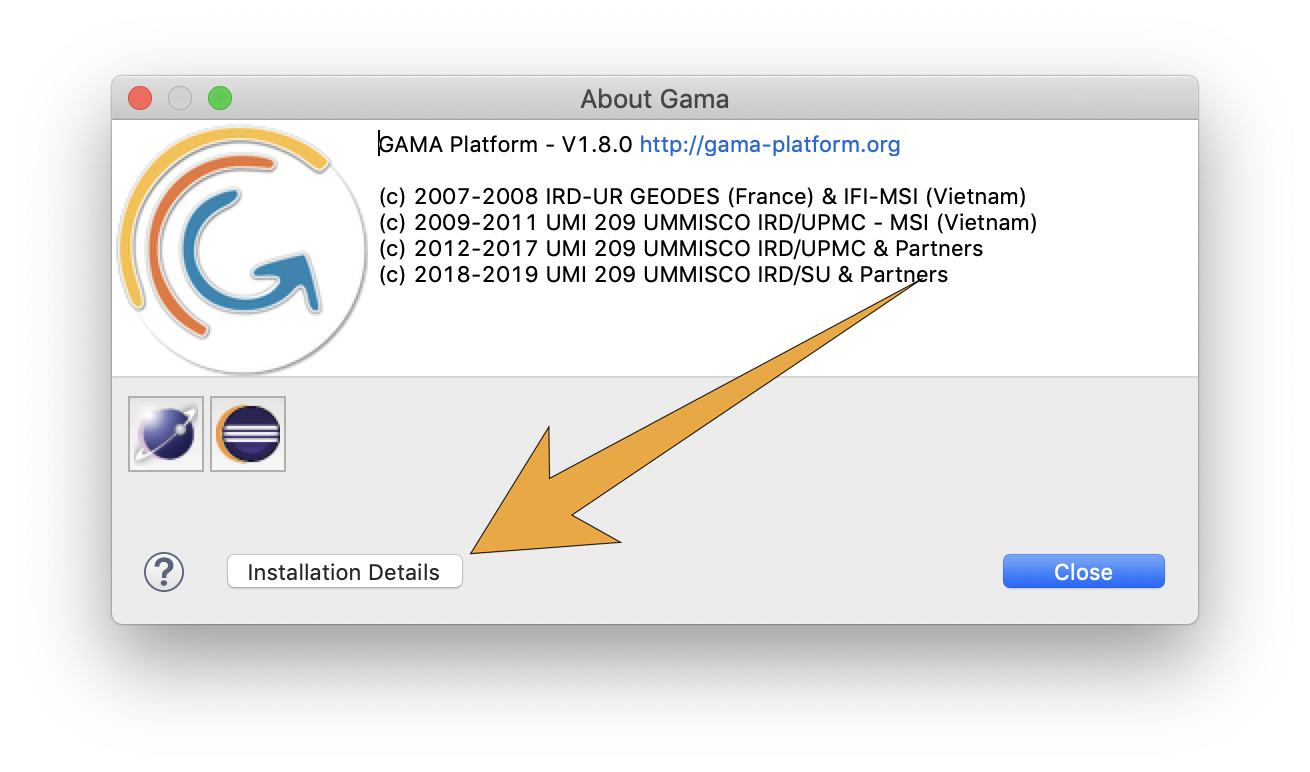 About Gama
GAMA Platform - V1.8.0 http://gama-platform.org
(c) 2007-2008 IRD-UR GEODES (France) & IFI-MSI (Vietnam)
(c) 2009-2011 UMI 209 UMMISCO IRD/UPMC - MSI (Vietnam)
(c) 2012-2017 UMI 209 UMMISCO IRD/UPMC & Partners
(c) 2018-2019 UMI 209 UMMISCO IRD/SU & Partners
? Installation Details Close